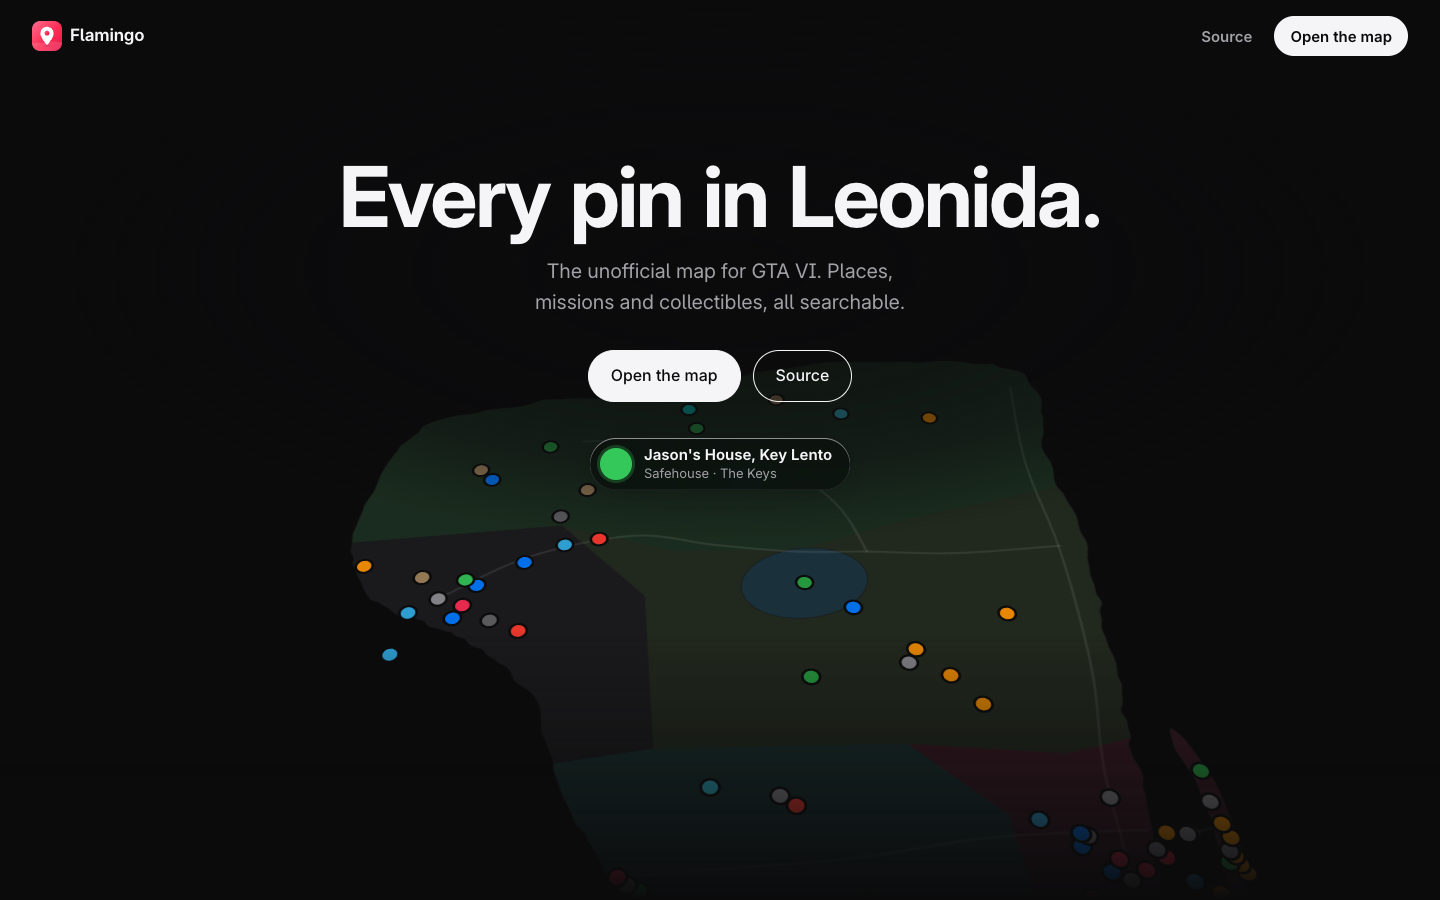 Flamingo
Source
Open the map
Every pin in Leonida.
The unofficial map for GTA VI. Places,
missions and collectibles, all searchable.
Open the map
Source
Jason's House, Key Lento
Safehouse · The Keys